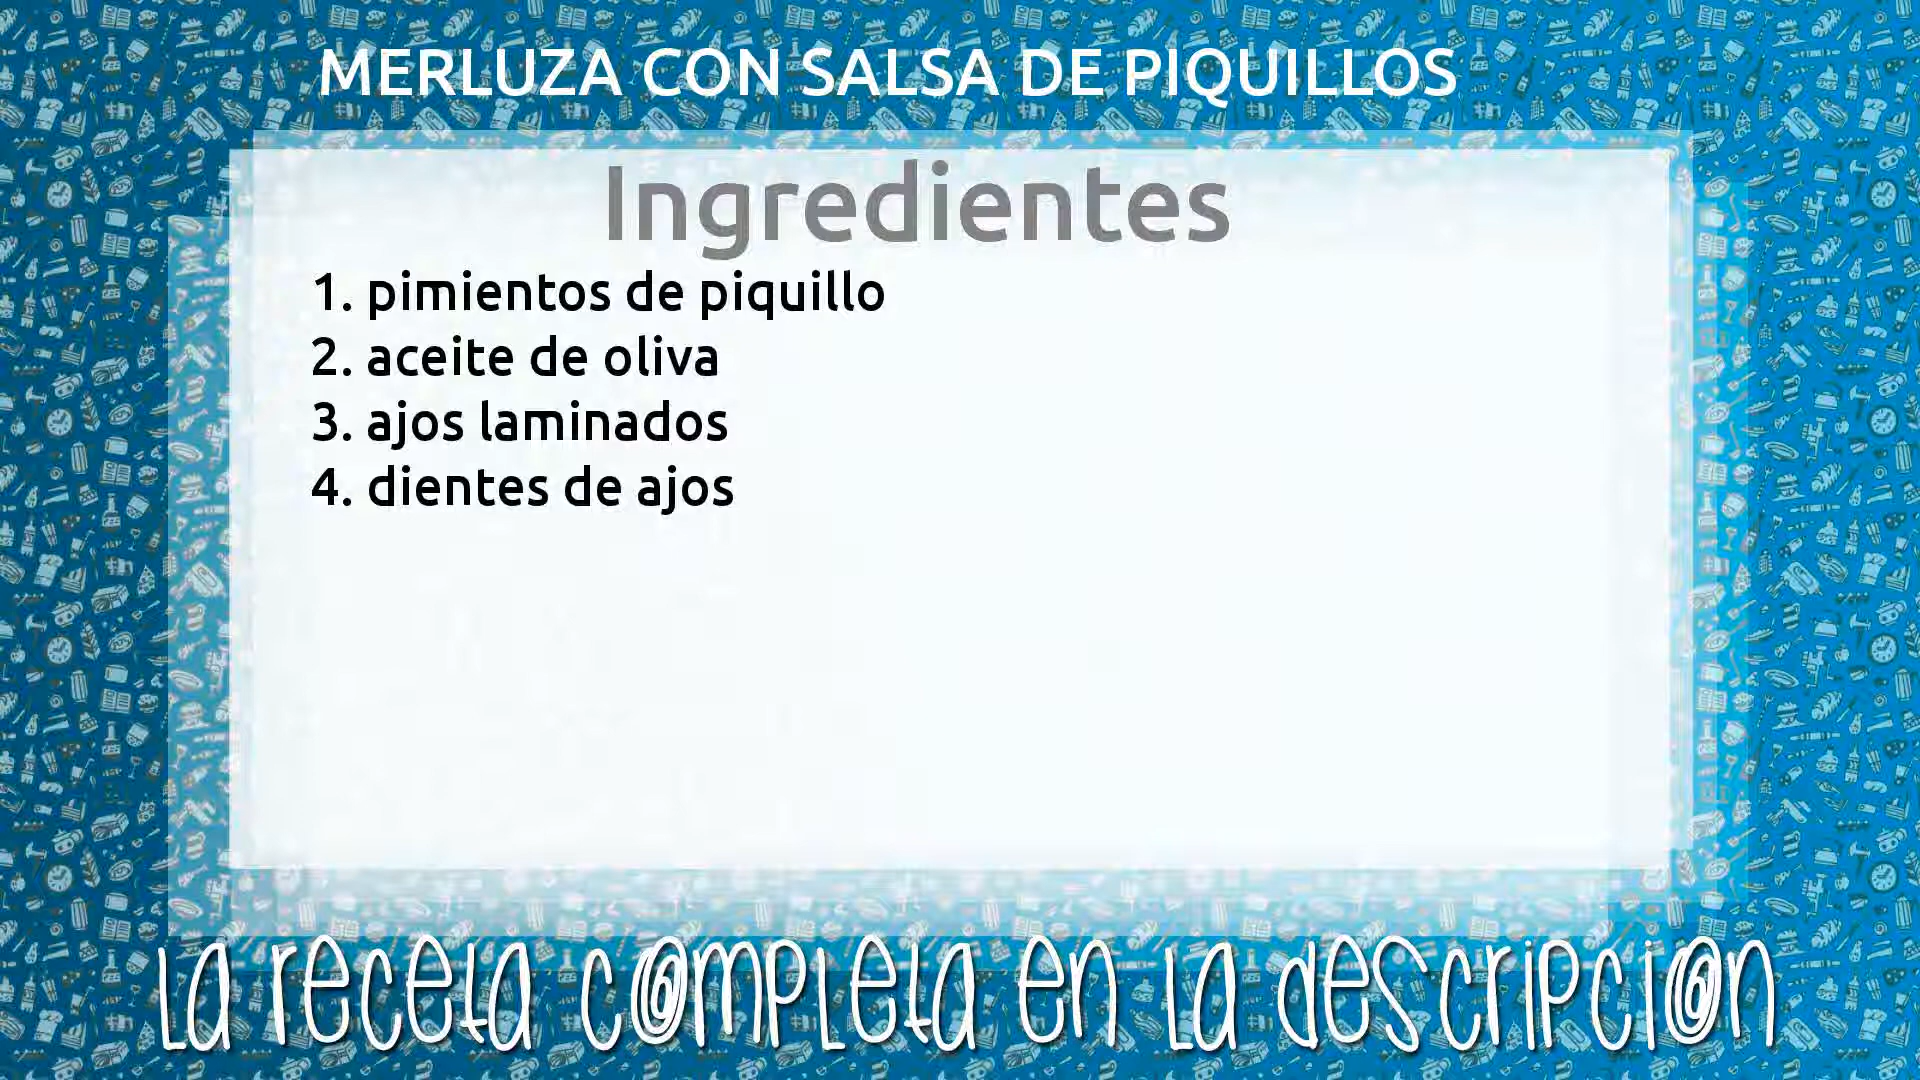 MERLUZA CON SALSA DE PIQUILLOS
Ingredientes
1. pimientos de piquillo
2. aceite de oliva
3. ajos laminados
4. dientes de ajos
La receta completa en la descripcion